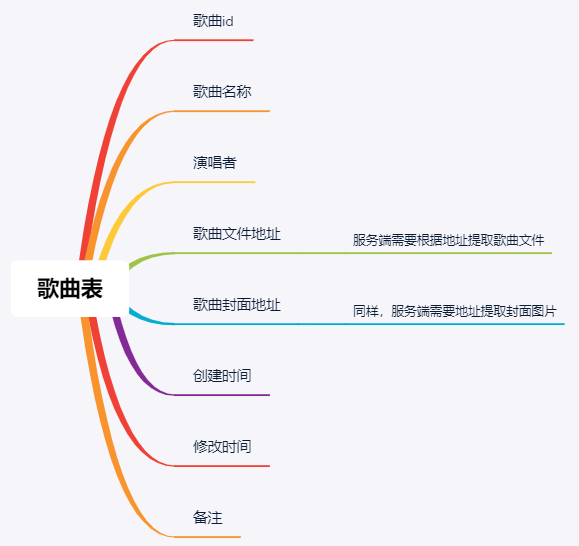 歌曲id
歌曲名称
演唱者
歌曲文件地址
服务端需要根据地址提取歌曲文件
歌曲表
歌曲封面地址
同样，服务端需要地址提取封面图片
创建时间
修改时间
备注